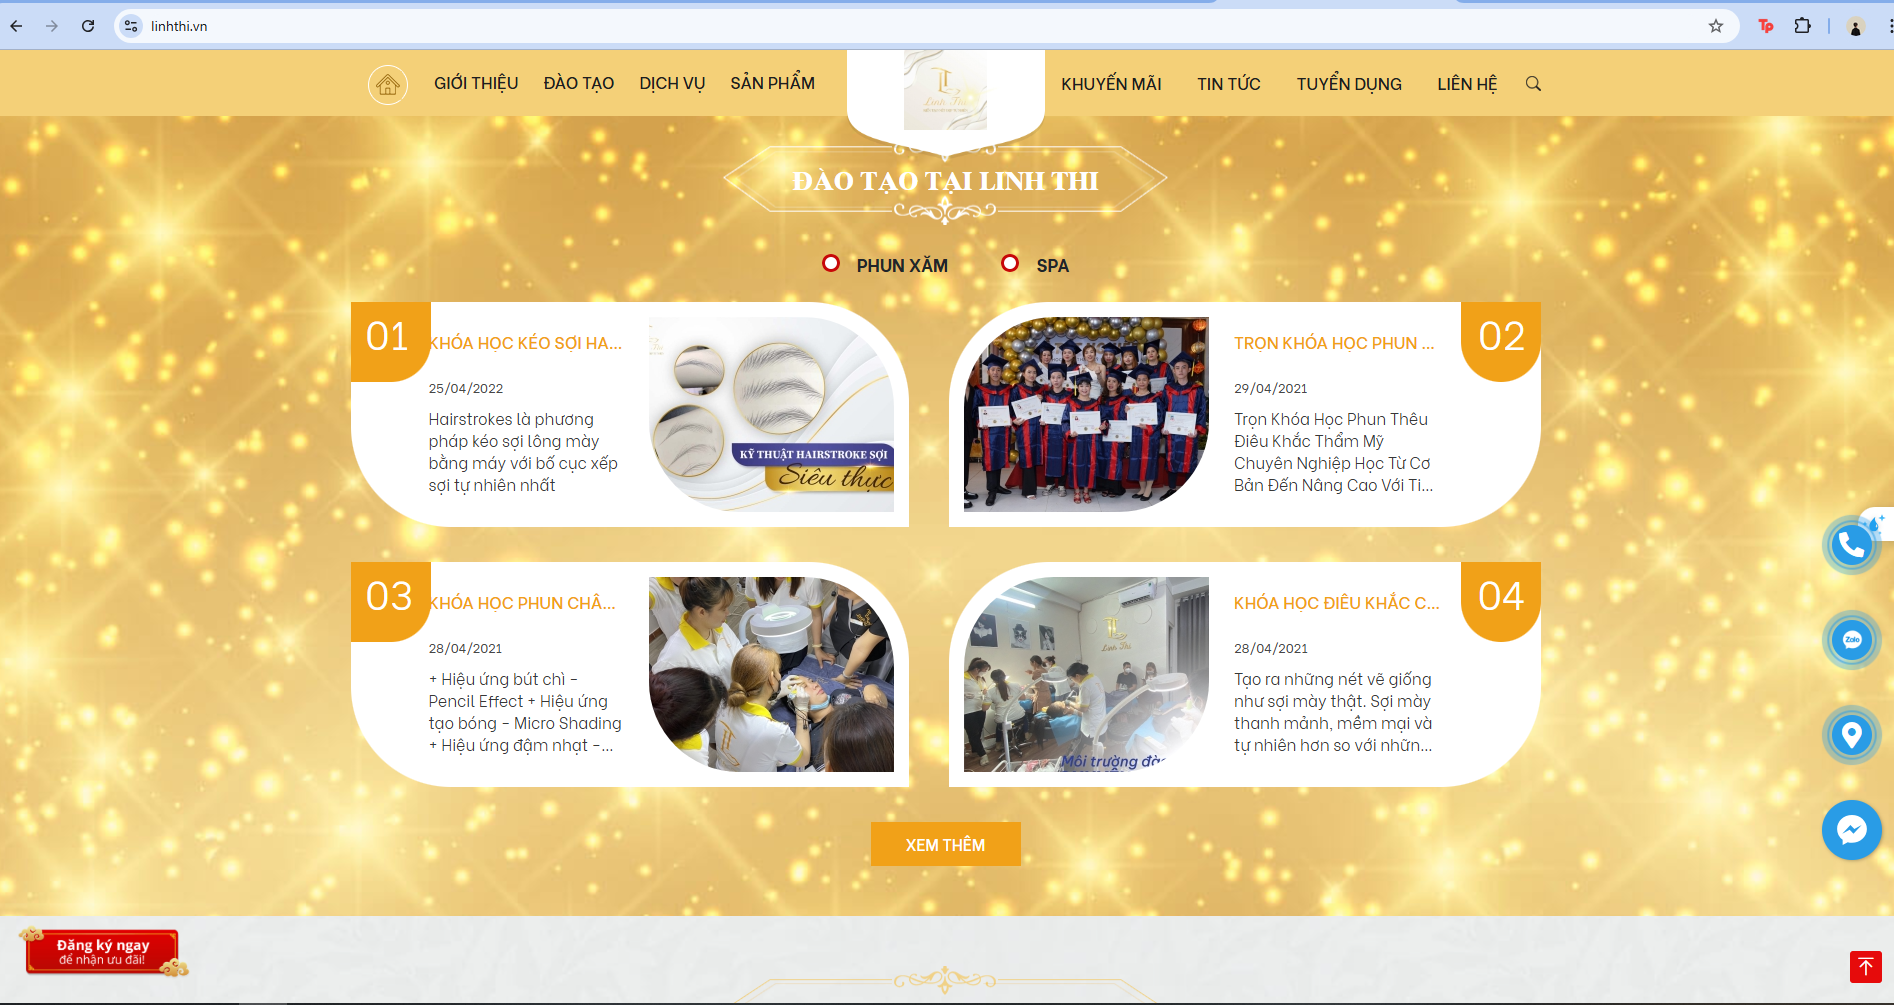 linhthi.vn
GIỚI THIỆU
ĐÀO TẠO
DỊCH VỤ
SẢN PHẨM
Linh Thi
KHUYẾN MÃI
TIN TỨC
TUYỂN DỤNG
LIÊN HỆ
ĐÀO TẠO TẠI LINH THI
PHUN XĂM
SPA
01
KHÓA HỌC KÉO SỢI HA...
25/04/2022
Hairstrokes là phương
pháp kéo sợi lông mày
bằng máy với bố cục xếp
sợi tự nhiên nhất
KỸ THUẬT HAIRSTROKE SỢI
Siêu thực
02
TRỌN KHÓA HỌC PHUN ...
29/04/2021
Trọn Khóa Học Phun Thêu
Điêu Khắc Thẩm Mỹ
Chuyên Nghiệp Học Từ Cơ
Bản Đến Nâng Cao Với Ti...
03
KHÓA HỌC PHUN CHÂ...
28/04/2021
+ Hiệu ứng bút chì -
Pencil Effect + Hiệu ứng
tạo bóng - Micro Shading
+ Hiệu ứng đậm nhạt -...
04
KHÓA HỌC ĐIÊU KHẮC C...
28/04/2021
Tạo ra những nét vẽ giống
như sợi mày thật. Sợi mày
thanh mảnh, mềm mại và
tự nhiên hơn so với nhữn...
Linh Thi
Môi trường đà
XEM THÊM
Zalo
Đăng ký ngay
để nhận ưu đãi!